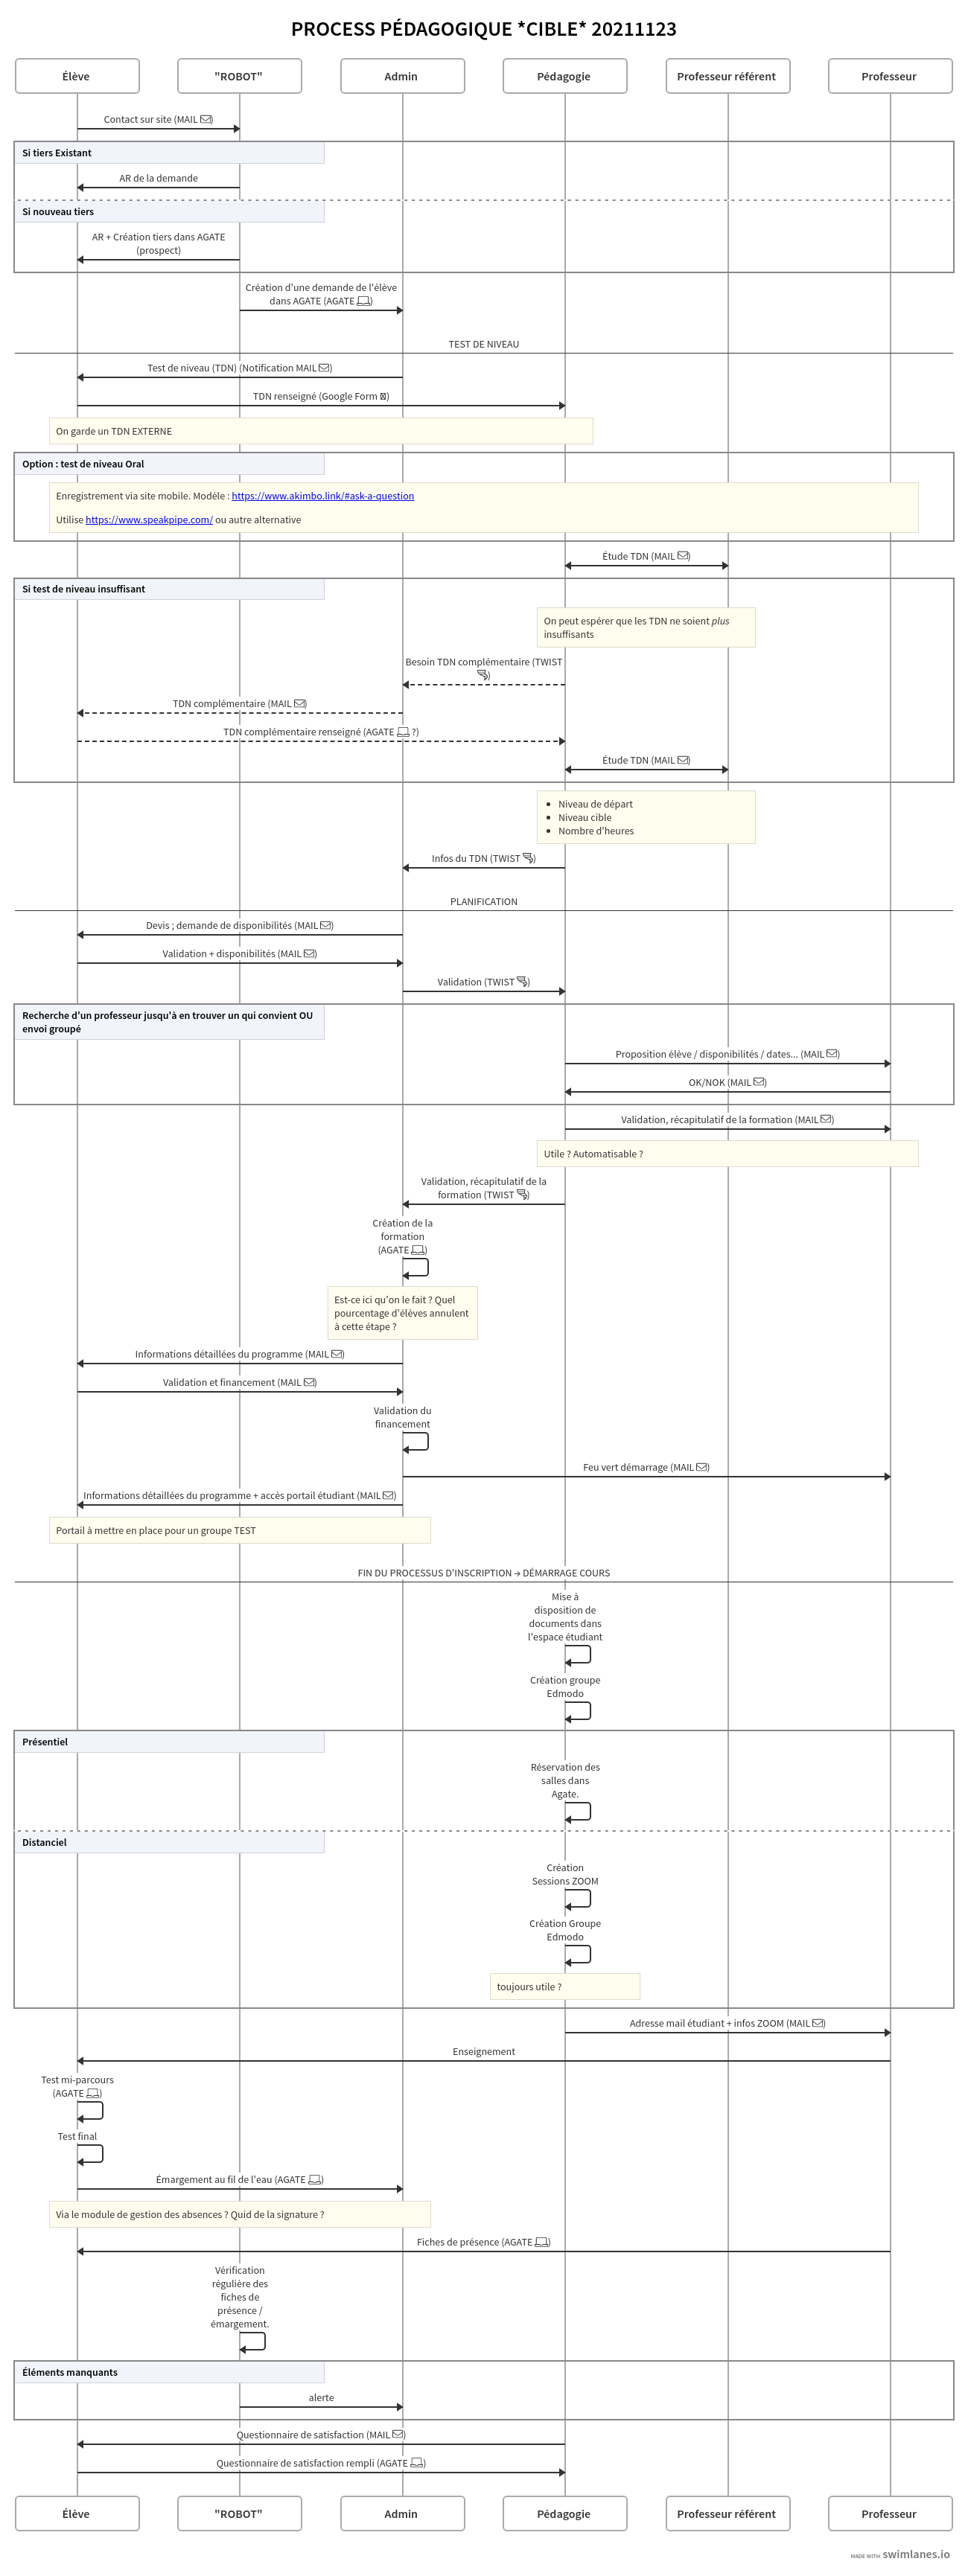 PROCESS PÉDAGOGIQUE *CIBLE* 20211123
Élève
"ROBOT"
Admin
Pédagogie
Professeur référent
Professeur
Contact sur site (MAIL)
Si tiers Existant
AR de la demande
Si nouveau tiers
AR + Création tiers dans AGATE
(prospect)
Création d'une demande de l'élève
dans AGATE (AGATE)
TEST DE NIVEAU
Test de niveau (TDN) (Notification MAIL)
TDN renseigné (Google Form)
On garde un TDN EXTERNE
Option : test de niveau Oral
Enregistrement via site mobile. Modèle : https://www.akimbo.link/#ask-a-question
Utilise https://www.speakpipe.com/ ou autre alternative
Étude TDN (MAIL)
Si test de niveau insuffisant
On peut espérer que les TDN ne soient plus
insuffisants
Besoin TDN complémentaire (TWIST
)
TDN complémentaire (MAIL)
TDN complémentaire renseigné (AGATE ?)
Étude TDN (MAIL)
• Niveau de départ
• Niveau cible
• Nombre d'heures
Infos du TDN (TWIST)
PLANIFICATION
Devis ; demande de disponibilités (MAIL)
Validation + disponibilités (MAIL)
Validation (TWIST)
Recherche d'un professeur jusqu'à en trouver un qui convient OU
envoi groupé
Proposition élève / disponibilités / dates... (MAIL)
OK/NOK (MAIL)
Validation, récapitulatif de la formation (MAIL)
Utile ? Automatisable ?
Validation, récapitulatif de la
formation (TWIST)
Création de la
formation
(AGATE)
Est-ce ici qu'on le fait ? Quel
pourcentage d'élèves annulent
à cette étape ?
Informations détaillées du programme (MAIL)
Validation et financement (MAIL)
Validation du
financement
Feu vert démarrage (MAIL)
Informations détaillées du programme + accès portail étudiant (MAIL)
Portail à mettre en place pour un groupe TEST
FIN DU PROCESSUS D'INSCRIPTION → DÉMARRAGE COURS
Mise à
disposition de
documents dans
l'espace étudiant
Création groupe
Edmodo
Présentiel
Réservation des
salles dans
Agate.
Distanciel
Création
Sessions ZOOM
Création Groupe
Edmodo
toujours utile ?
Adresse mail étudiant + infos ZOOM (MAIL)
Enseignement
Test mi-parcours
(AGATE)
Test final
Émargement au fil de l'eau (AGATE)
Via le module de gestion des absences ? Quid de la signature ?
Fiches de présence (AGATE)
Vérification
régulière des
fiches de
présence /
émargement.
Éléments manquants
alerte
Questionnaire de satisfaction (MAIL)
Questionnaire de satisfaction rempli (AGATE)
Élève
"ROBOT"
Admin
Pédagogie
Professeur référent
Professeur
MADE WITH swimlanes.io